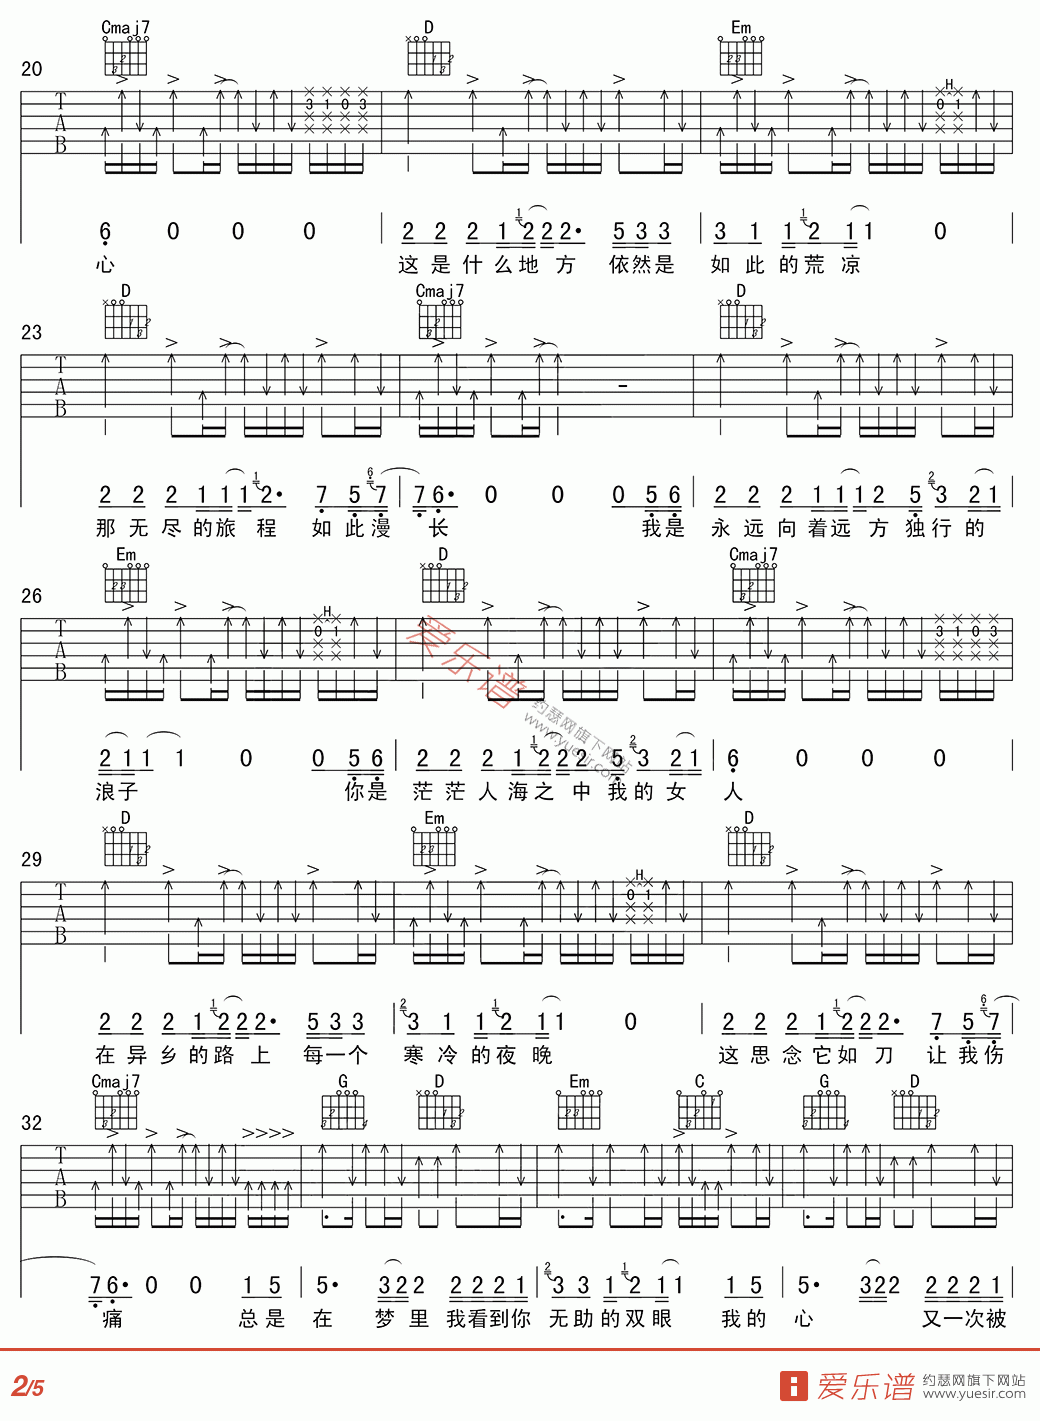 Cmaj7 D Em
20
T A B 3 1 0 3 H 0 1
6 0 0 0 2 2 2 1 2 2 2· 5 3 3 3 1 1 2 1 1 0
心 这是什么地方 依然是 如此的荒凉
D Cmaj7 D
23
T A B
2 2 2 1 1 1 2· 7 5 7 7 6· 0 0 0 5 6 2 2 2 1 1 1 2 5 3 2 1
那无尽的旅程 如此漫长 我是 永远向着远方独行的
Em D Cmaj7
26
T A B H 0 1 3 1 0 3
2 1 1 1 0 0 5 6 2 2 2 1 2 2 2 5 3 2 1 6 0 0 0
浪子 你是 茫茫人海之中我的女人
爱乐谱
约瑟网旗下网站
www.yuesir.com
D Em D
29
T A B H 0 1
2 2 2 1 2 2 2· 5 3 3 3 1 1 2 1 1 0 2 2 2 1 2 2 2· 7 5 7
在异乡的路上 每一个 寒冷的夜晚 这思念它如刀 让我伤
Cmaj7 G D Em C G D
32
T A B
7 6· 0 0 1 5 5· 3 2 2 2 2 2 1 3 3 1 2 1 1 1 5 5· 3 2 2 2 2 2 1
痛 总是 在 梦里 我看到你 无助的双眼 我的 心 又一次被
2/5
爱乐谱 约瑟网旗下网站
www.yuesir.com